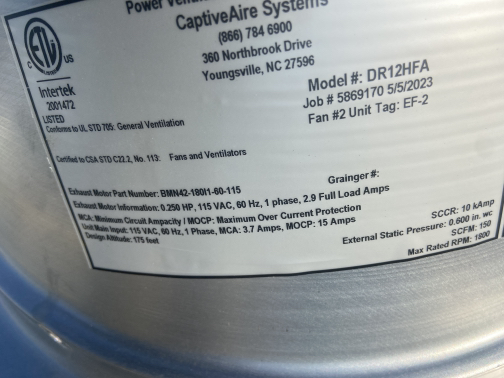 Power Ventila
CaptiveAire Systems
(866) 784 6900
360 Northbrook Drive
Youngsville, NC 27596
C ETL US
Intertek
2001472
LISTED
Conforms to UL STD 705: General Ventilation
Model #: DR12HFA
Job # 5869170 5/5/2023
Fan #2 Unit Tag: EF-2
Certified to CSA STD C22.2, No. 113: Fans and Ventilators
Grainger #:
Exhaust Motor Part Number: BMN42-180I1-60-115
Exhaust Motor Information: 0.250 HP, 115 VAC, 60 Hz, 1 phase, 2.9 Full Load Amps
MCA: Minimum Circuit Ampacity / MOCP: Maximum Over Current Protection
Unit Main Input: 115 VAC, 60 Hz, 1 Phase, MCA: 3.7 Amps, MOCP: 15 Amps
Design Altitude: 175 feet
SCCR: 10 kAmp
External Static Pressure: 0.600 in. wc
SCFM: 150
Max Rated RPM: 1800